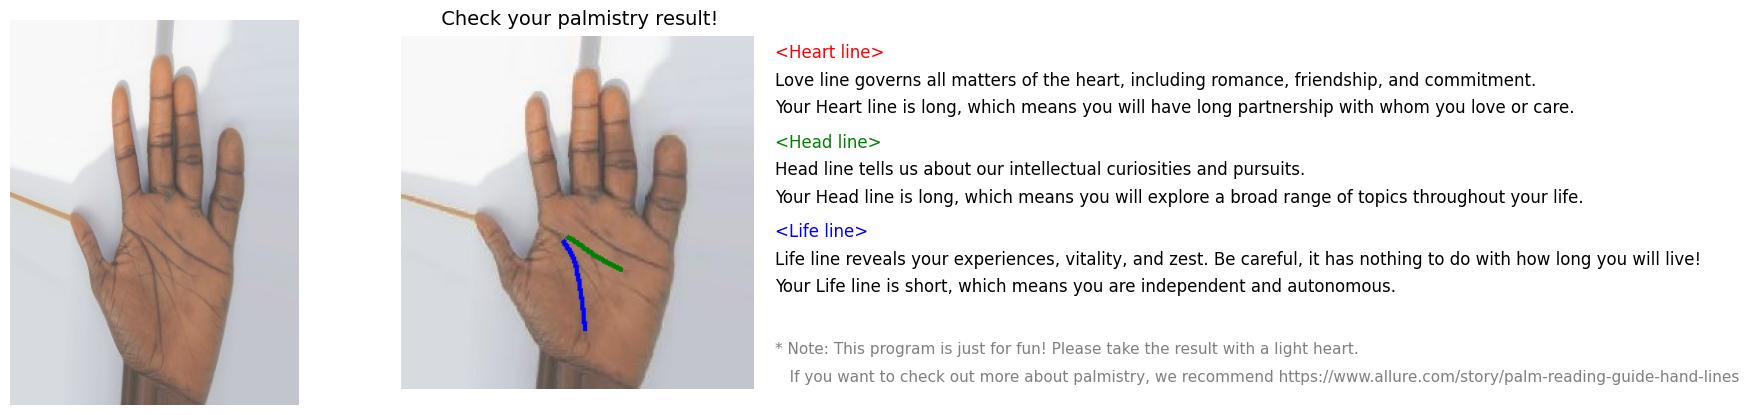 Check your palmistry result!
<Heart line>
Love line governs all matters of the heart, including romance, friendship, and commitment.
Your Heart line is long, which means you will have long partnership with whom you love or care.
<Head line>
Head line tells us about our intellectual curiosities and pursuits.
Your Head line is long, which means you will explore a broad range of topics throughout your life.
<Life line>
Life line reveals your experiences, vitality, and zest. Be careful, it has nothing to do with how long you will live!
Your Life line is short, which means you are independent and autonomous.
* Note: This program is just for fun! Please take the result with a light heart.
If you want to check out more about palmistry, we recommend https://www.allure.com/story/palm-reading-guide-hand-lines